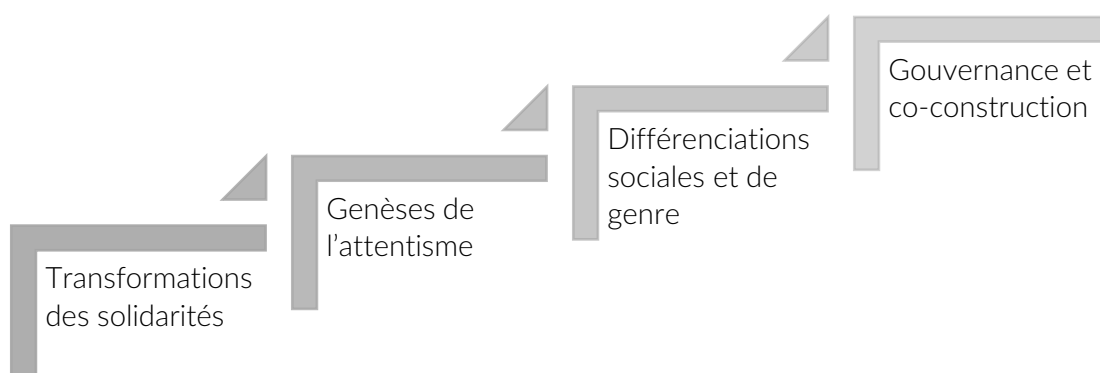 Transformations
des solidarités
Genèses de
l’attentisme
Différenciations
sociales et de
genre
Gouvernance et
co-construction